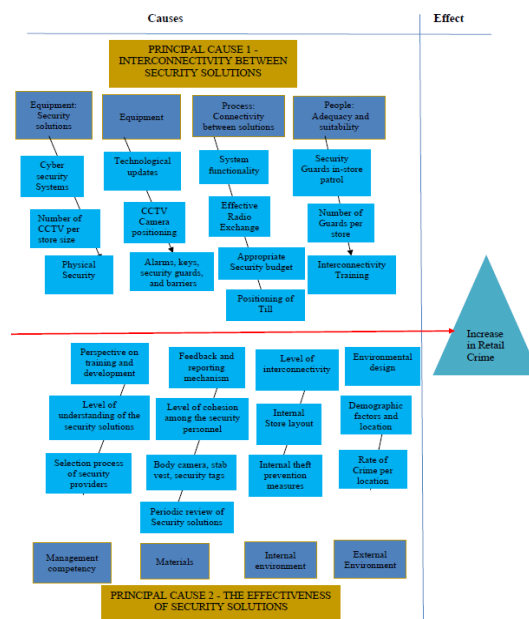 Causes
Effect
PRINCIPAL CAUSE 1 -
INTERCONNECTIVITY BETWEEN
SECURITY SOLUTIONS
Equipment:
Security
solutions
Equipment
Process:
Connectivity
between solutions
People:
Adequacy and
suitability
Cyber
security
Systems
Technological
updates
System
functionality
Security
Guards in-store
patrol
Number of
CCTV per
store size
CCTV
Camera
positioning
Effective
Radio
Exchange
Number of
Guards per
store
Physical
Security
Alarms, keys,
security guards,
and barriers
Appropriate
Security budget
Interconnectivity
Training
Positioning of
Till
Increase
in Retail
Crime
Perspective on
training and
development
Feedback and
reporting
mechanism
Level of
interconnectivity
Environmental
design
Level of
understanding of the
security solutions
Level of cohesion
among the security
personnel
Internal
Store layout
Demographic
factors and
location
Selection process
of security
providers
Body camera, stab
vest, security tags
Internal theft
prevention
measures
Rate of
Crime per
location
Periodic review of
Security solutions
Management
competency
Materials
Internal
environment
External
Environment
PRINCIPAL CAUSE 2 - THE EFFECTIVENESS
OF SECURITY SOLUTIONS